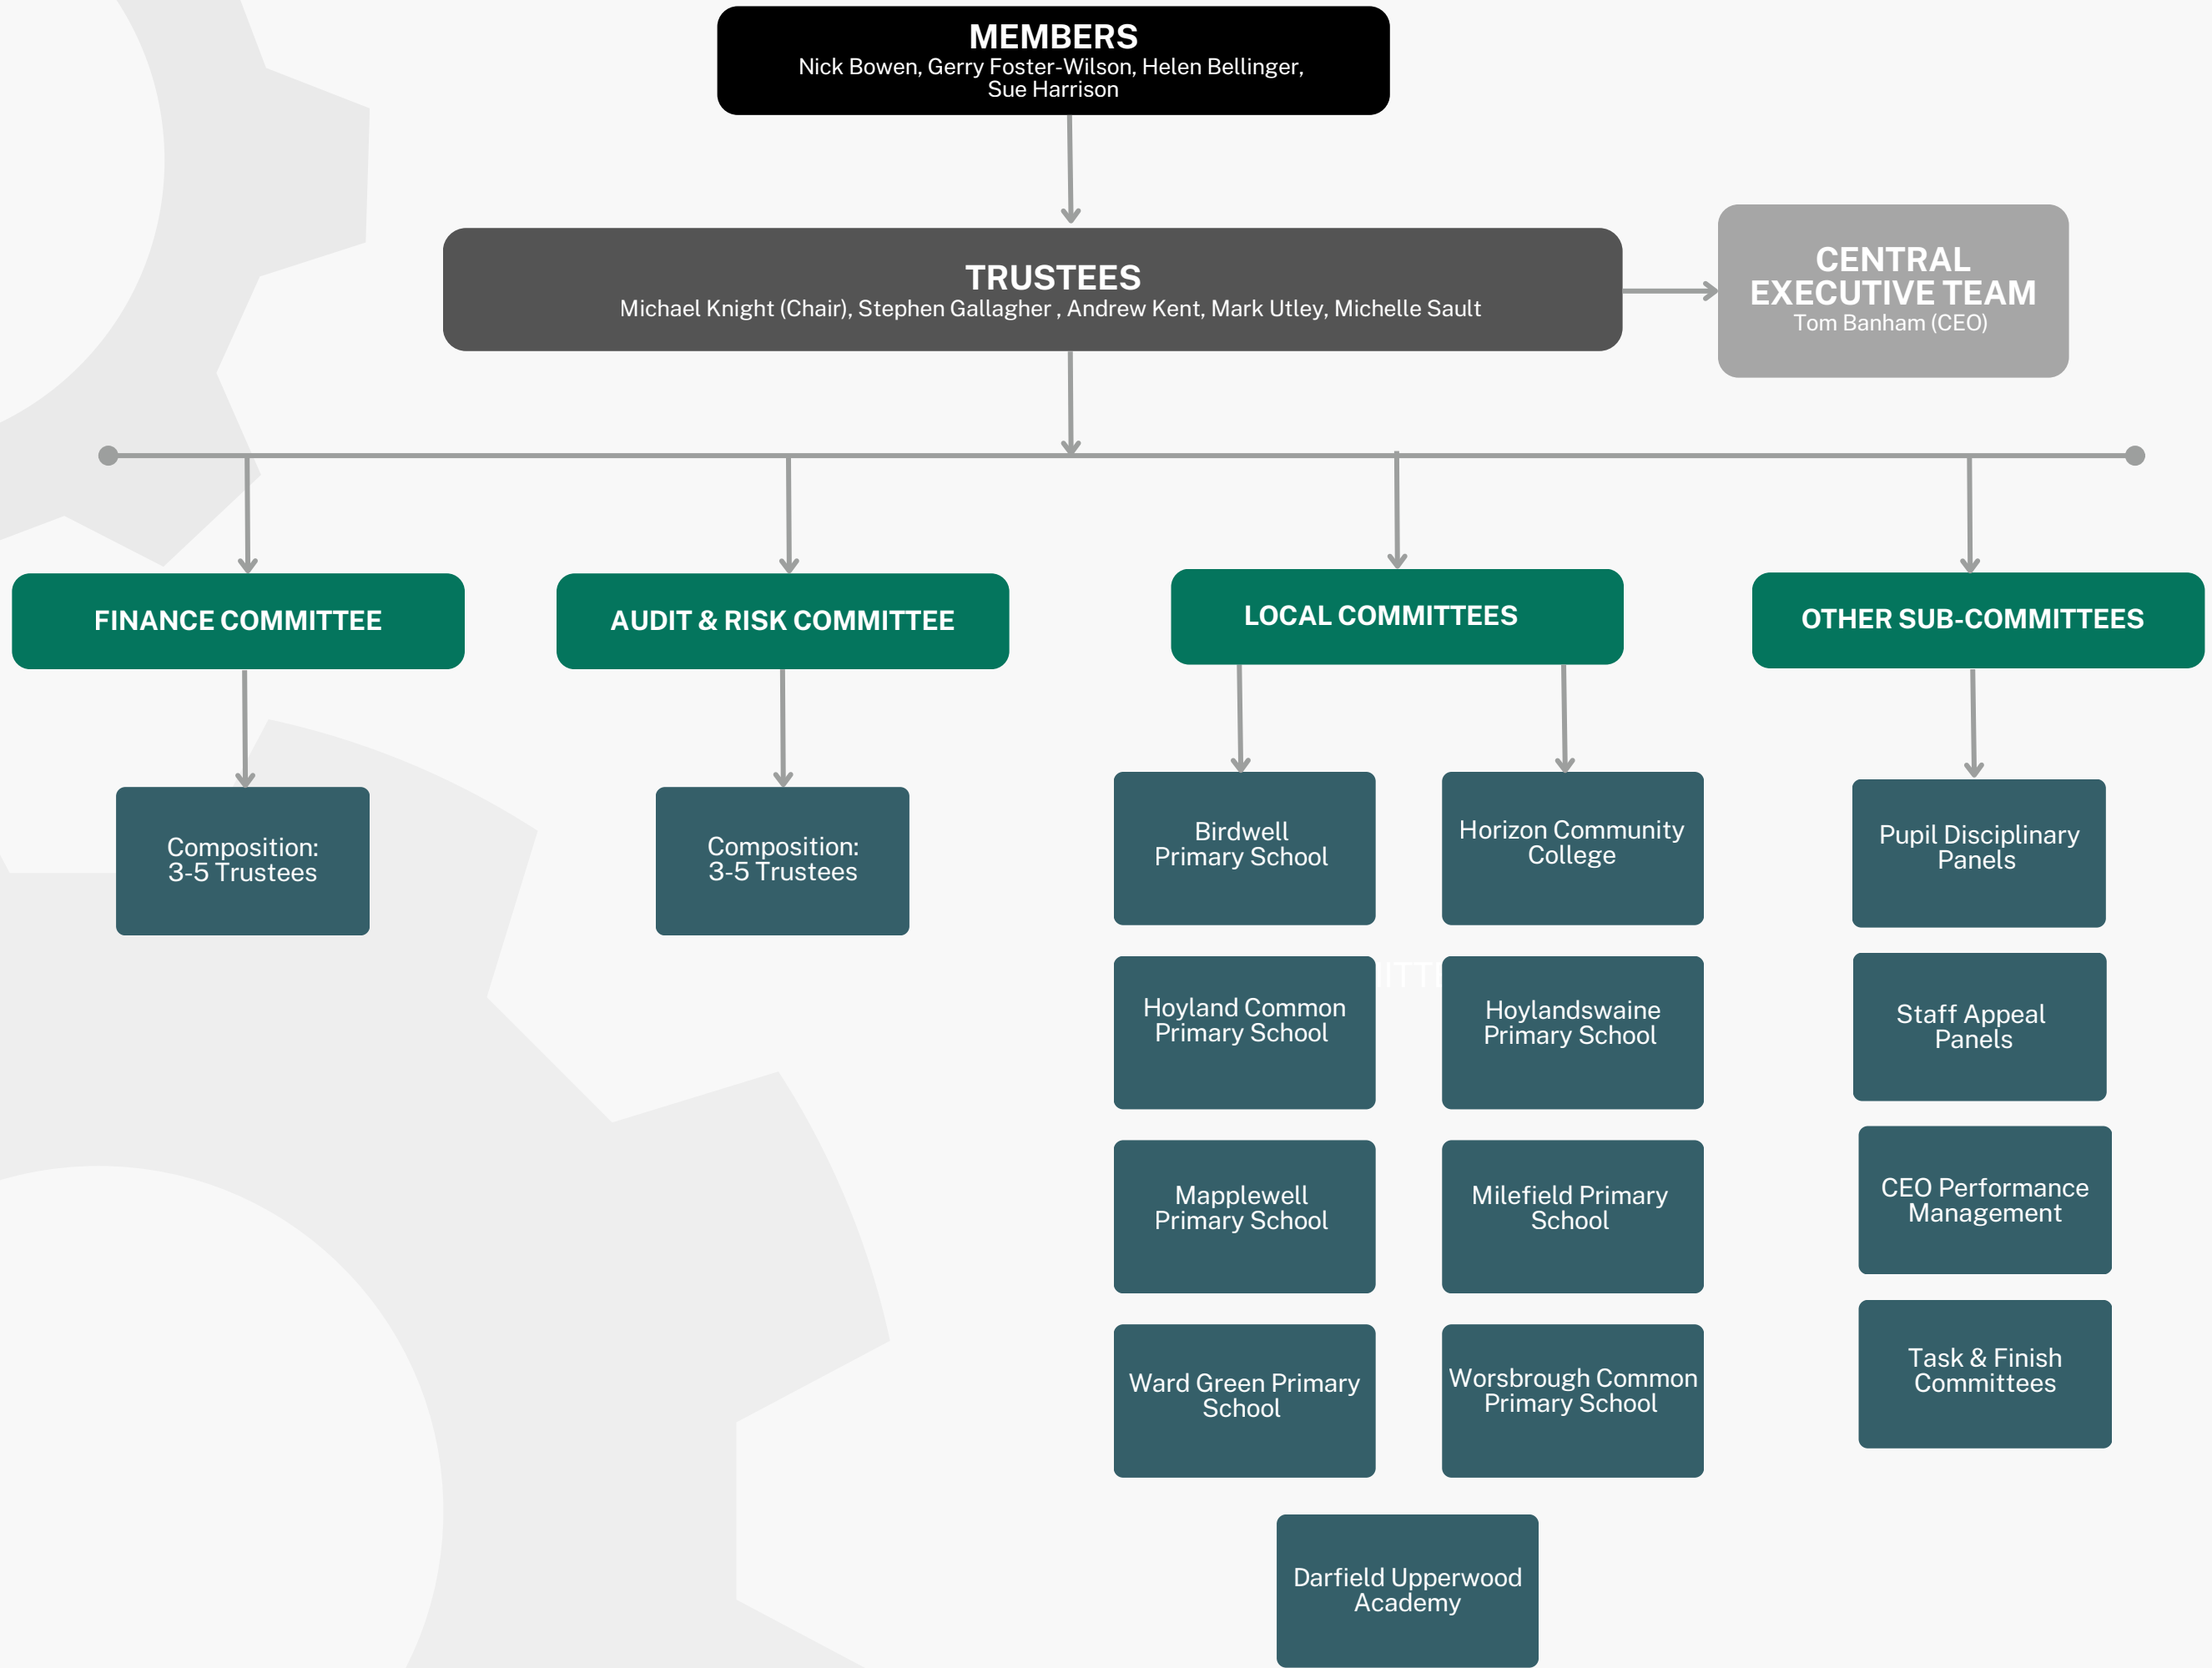 MEMBERS
Nick Bowen, Gerry Foster-Wilson, Helen Bellinger,
Sue Harrison
TRUSTEES
Michael Knight (Chair), Stephen Gallagher , Andrew Kent, Mark Utley, Michelle Sault
CENTRAL
EXECUTIVE TEAM
Tom Banham (CEO)
FINANCE COMMITTEE
AUDIT & RISK COMMITTEE
LOCAL COMMITTEES
OTHER SUB-COMMITTEES
Composition:
3-5 Trustees
Composition:
3-5 Trustees
Birdwell
Primary School
Horizon Community
College
Hoyland Common
Primary School
Hoylandswaine
Primary School
Mapplewell
Primary School
Milefield Primary
School
Ward Green Primary
School
Worsbrough Common
Primary School
Darfield Upperwood
Academy
Pupil Disciplinary
Panels
Staff Appeal
Panels
CEO Performance
Management
Task & Finish
Committees